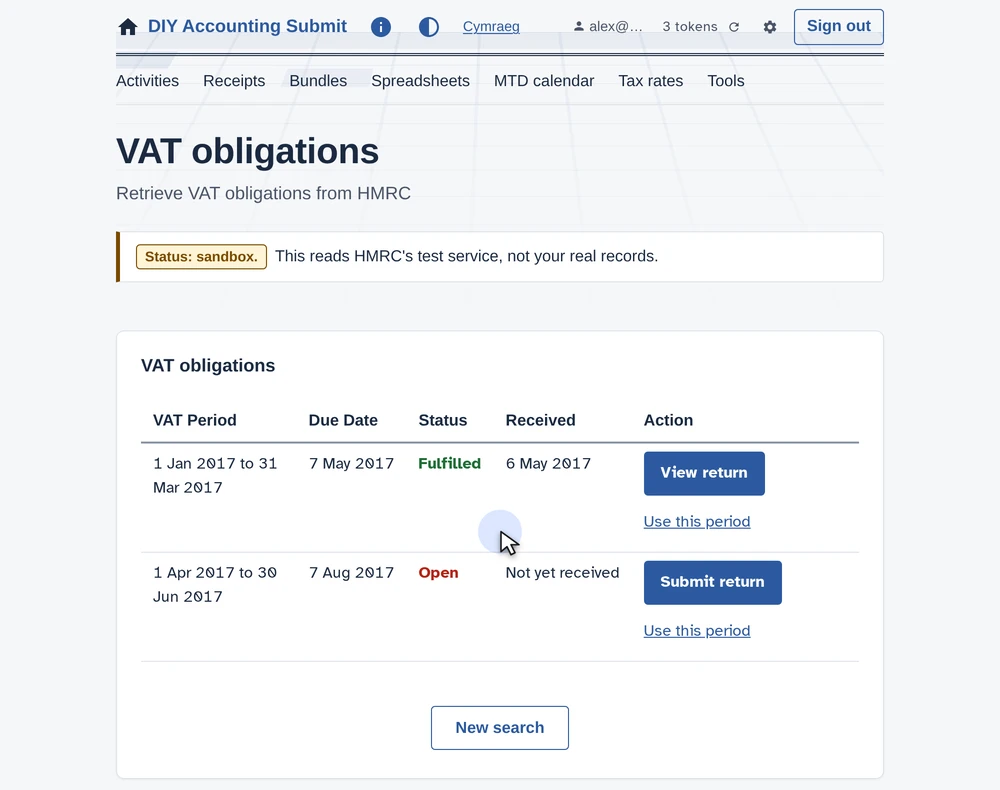 DIY Accounting Submit
i
Cymraeg
alex@...
3 tokens
Sign out
Activities
Receipts
Bundles
Spreadsheets
MTD calendar
Tax rates
Tools
VAT obligations
Retrieve VAT obligations from HMRC
Status: sandbox. This reads HMRC's test service, not your real records.
VAT obligations
VAT Period
Due Date
Status
Received
Action
1 Jan 2017 to 31
Mar 2017
7 May 2017
Fulfilled
6 May 2017
View return
Use this period
1 Apr 2017 to 30
Jun 2017
7 Aug 2017
Open
Not yet received
Submit return
Use this period
New search